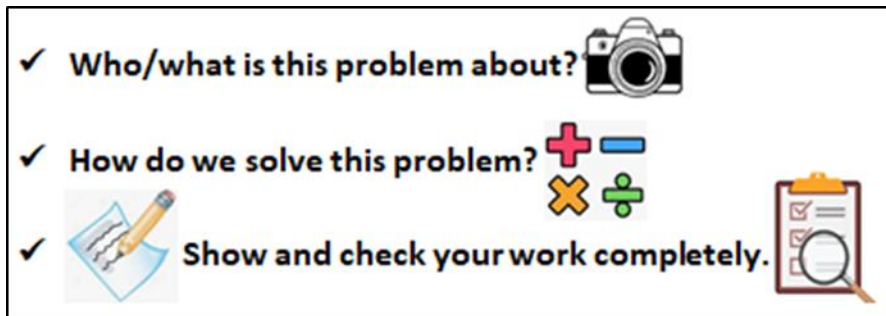 ✓ Who/what is this problem about?
✓ How do we solve this problem?
✓ Show and check your work completely.